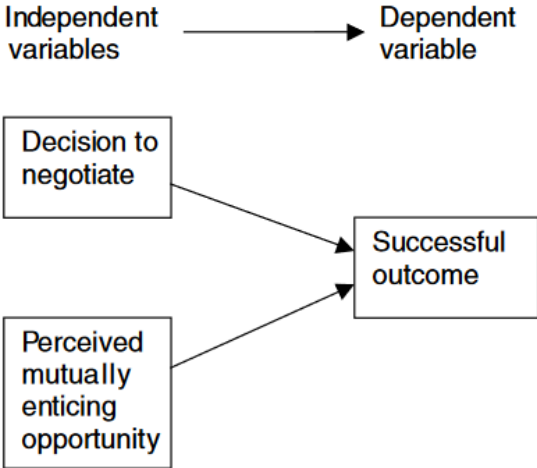 Independent
variables
Dependent
variable
Decision to
negotiate
Successful
outcome
Perceived
mutually
enticing
opportunity